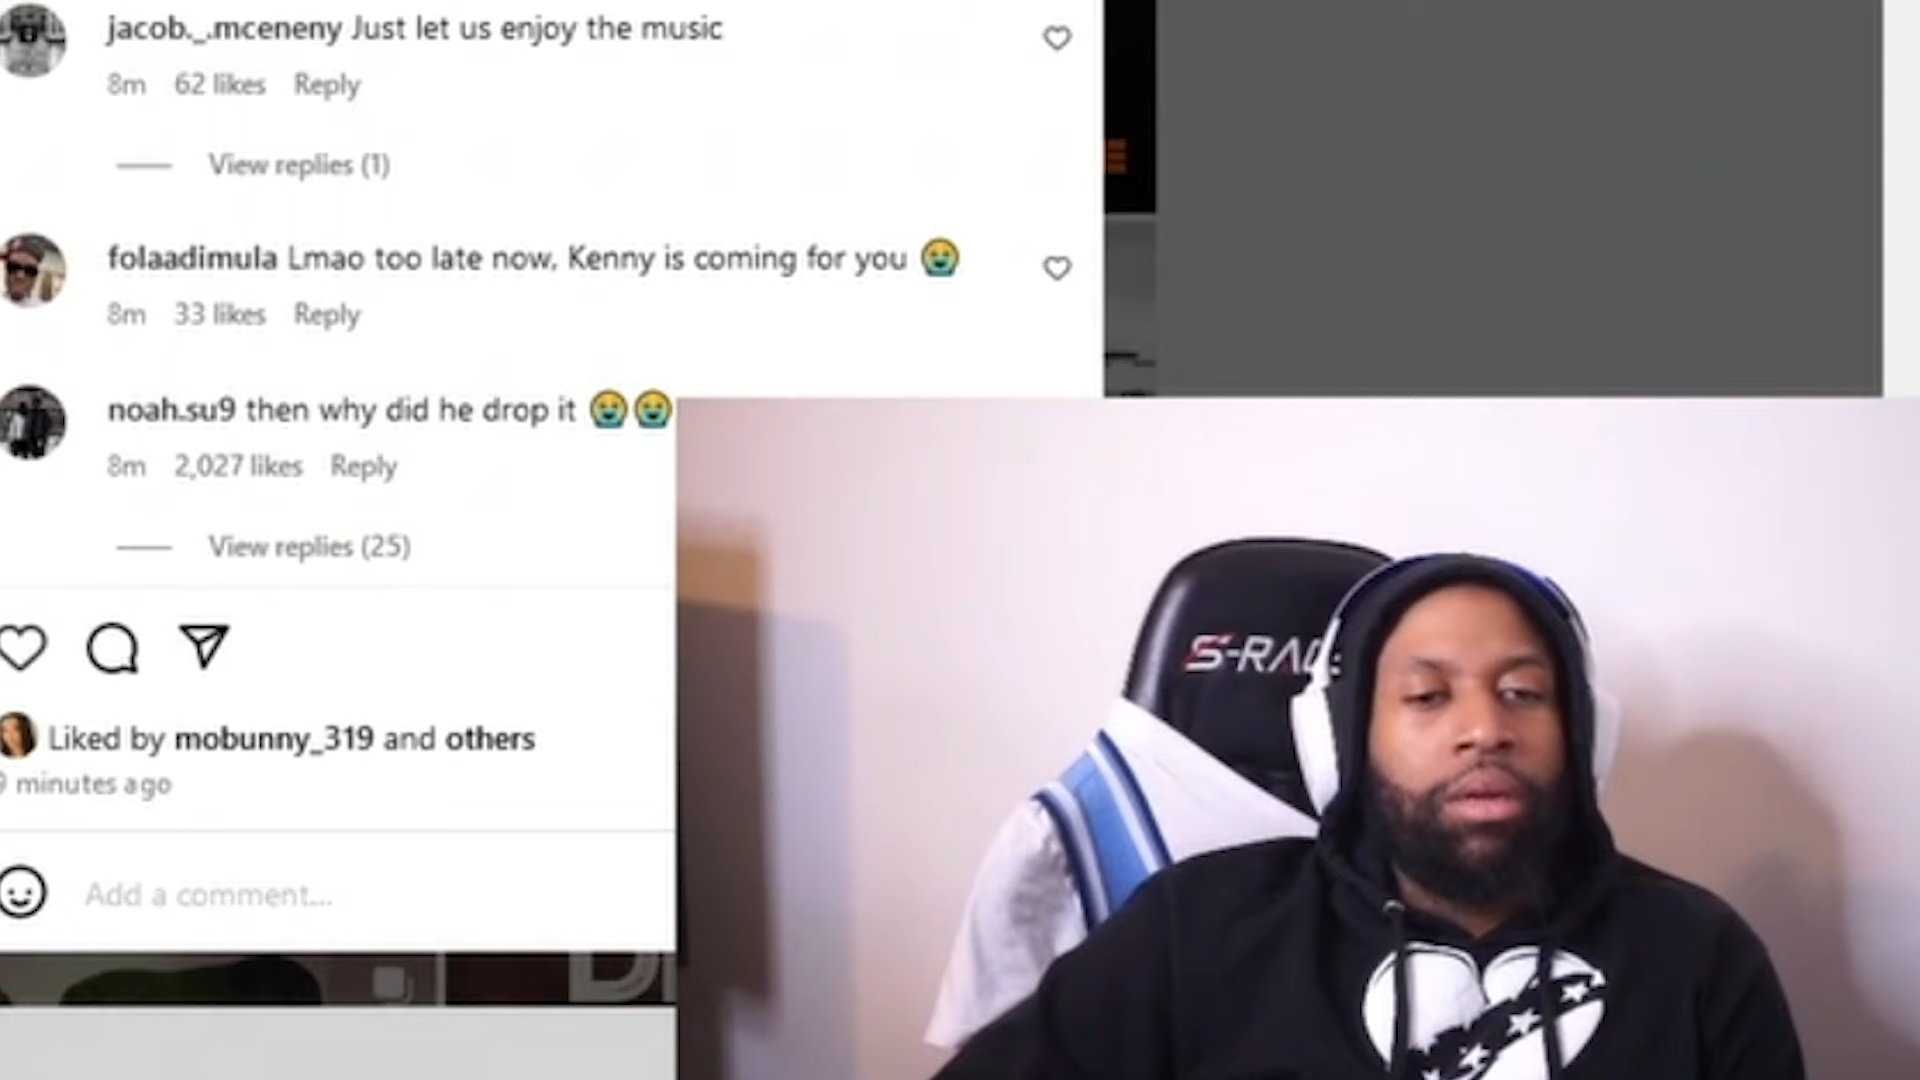 jacob._.mceneny Just let us enjoy the music
8m 62 likes Reply
View replies (1)
folaadimula Lmao too late now, Kenny is coming for you 😭
8m 33 likes Reply
noah.su9 then why did he drop it 😭😭
8m 2,027 likes Reply
View replies (25)
Liked by mobunny_319 and others
9 minutes ago
Add a comment...
E
S-RAC
D